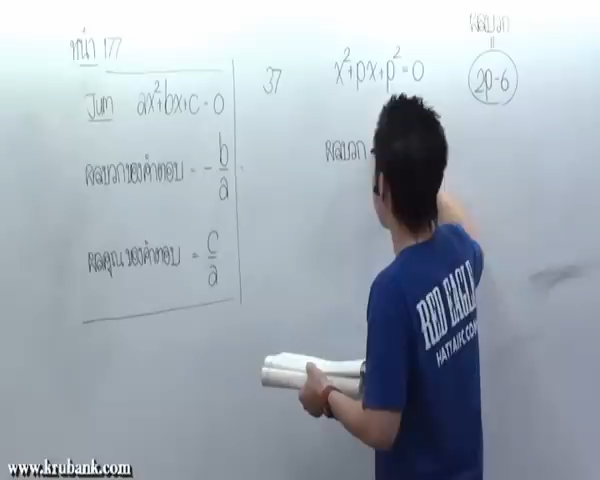 หน้า 177
จาก ax²+bx+c=0
ผลบวกของคำตอบ = -b/a
ผลคูณของคำตอบ = c/a
37
x²+px+p²=0
ผลบวก
ผลบวก
=
2p-6
RED EAGLE
www.krubank.com